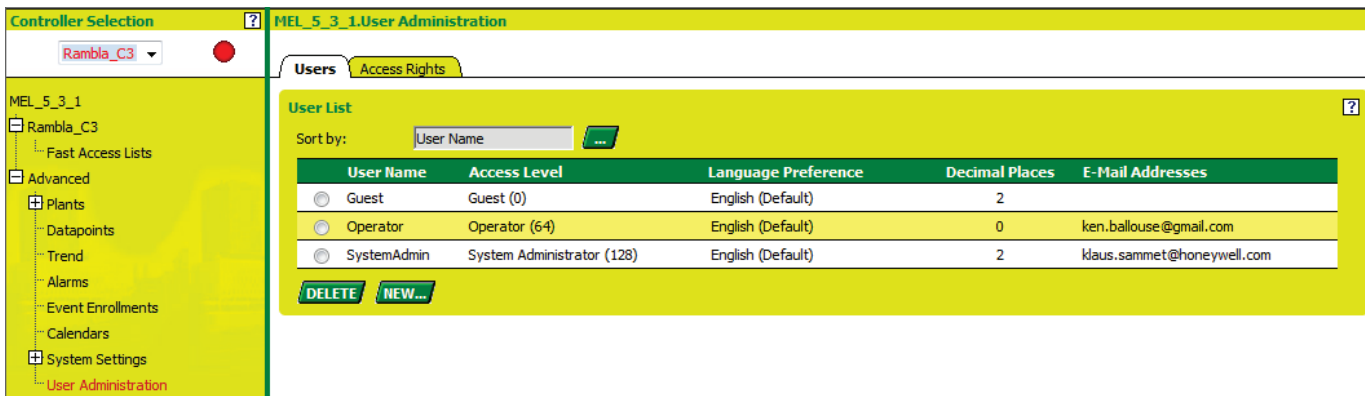 Controller Selection ?
Rambla_C3
MEL_5_3_1
Rambla_C3
Fast Access Lists
Advanced
Plants
Datapoints
Trend
Alarms
Event Enrollments
Calendars
System Settings
User Administration
MEL_5_3_1.User Administration
Users Access Rights
User List ?
Sort by: User Name ...
User Name Access Level Language Preference Decimal Places E-Mail Addresses
Guest Guest (0) English (Default) 2
Operator Operator (64) English (Default) 0 ken.ballouse@gmail.com
SystemAdmin System Administrator (128) English (Default) 2 klaus.sammet@honeywell.com
DELETE NEW...